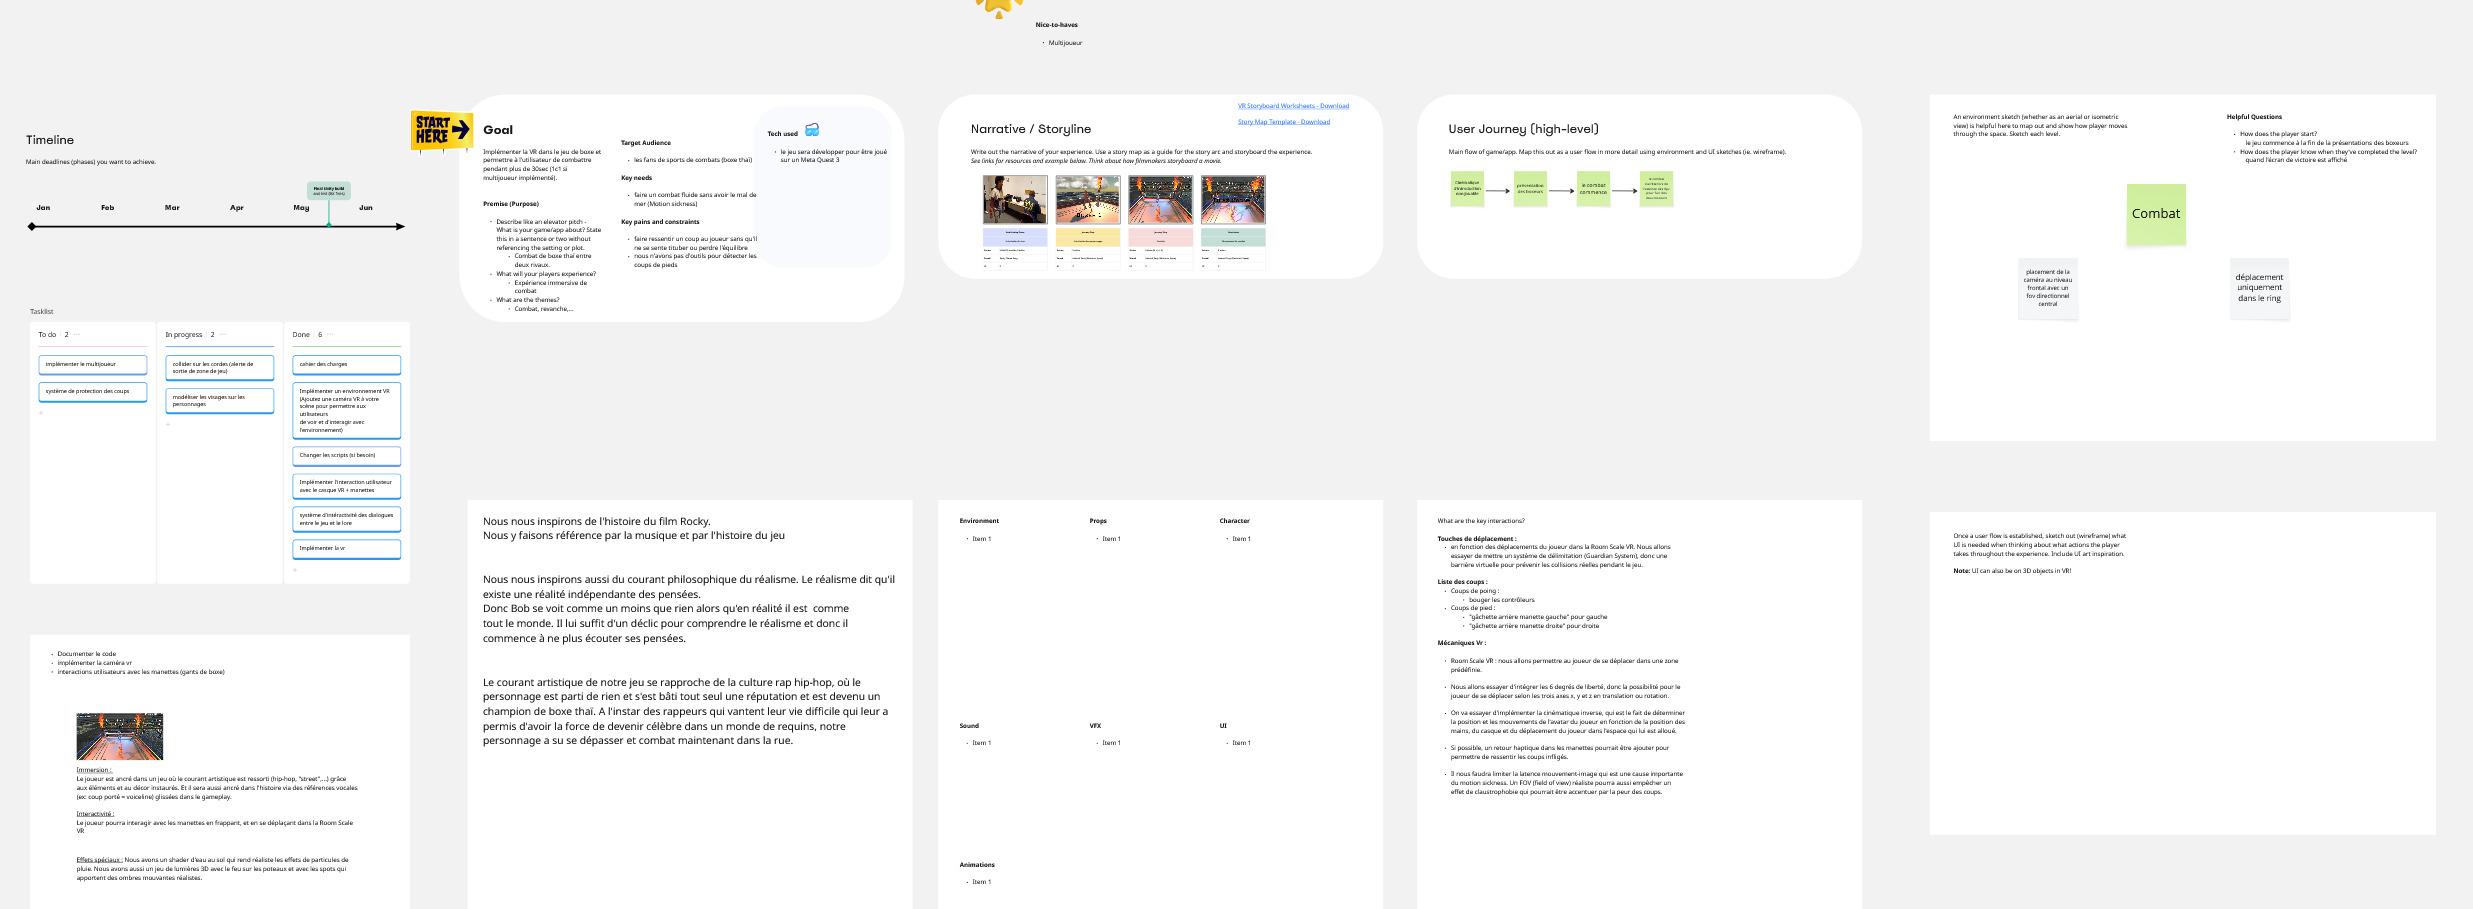 Nice-to-haves
Multijoueur
Timeline
Main deadlines (phases) you want to achieve.
Final Unity build
Jan
Feb
Mar
Apr
May
Jun
START
HERE
Goal
Implémenter la VR dans le jeu de boxe et
permettre à l'utilisateur de combattre
pendant plus de 30sec (1c1 si
multijoueur implémenté).
Premise (Purpose)
Describe like an elevator pitch -
What is your game/app about? State
this in a sentence or two without
referencing the setting or plot.
Combat de boxe thaï entre
deux rivaux.
What will your players experience?
Expérience immersive de
combat
What are the themes?
Combat, revanche,...
Target Audience
les fans de sports de combats (boxe thaï)
Key needs
faire un combat fluide sans avoir le mal de
mer (Motion sickness)
Key pains and constraints
faire ressentir un coup au joueur sans qu'il
ne se sente tituber ou perdre l'équilibre
nous n'avons pas d'outils pour détecter les
coups de pieds
Tech used
le jeu sera développer pour être joué
sur un Meta Quest 3
Narrative / Storyline
VR Storyboard Worksheets - Download
Story Map Template - Download
Write out the narrative of your experience. Use a story map as a guide for the story arc and storyboard the experience.
See links for resources and example below. Think about how filmmakers storyboard a movie.
User Journey (high-level)
Main flow of game/app. Map this out as a user flow in more detail using environment and UI sketches (ie. wireframe).
Cinématique
d'introduction
non jouable
présentation
des boxeurs
le combat
commence
An environment sketch (whether as an aerial or isometric
view) is helpful here to map out and show how player moves
through the space. Sketch each level.
Helpful Questions
How does the player start?
le jeu commence à la fin de la présentations des boxeurs
How does the player know when they've completed the level?
quand l'écran de victoire est affiché
Combat
placement de la
caméra au niveau
frontal avec un
fov directionnel
central
déplacement
uniquement
dans le ring
Tasklist
To do 2
implémenter le multijoueur
système de protection des coups
In progress 2
collider sur les cordes (alerte de
sortie de zone de jeu)
modéliser les visages sur les
personnages
Done 6
cahier des charges
Implémenter un environnement VR
(Ajoutez une caméra VR à votre
scène pour permettre aux
utilisateurs
de voir et d'interagir avec
l'environnement)
Changer les scripts (si besoin)
Implémenter l'interaction utilisateur
avec le casque VR + manettes
système d'intéractivité des dialogues
entre le jeu et le lore
Implémenter la vr
Documenter le code
implémenter la caméra vr
interactions utilisateurs avec les manettes (gants de boxe)
Immersion :
Le joueur est ancré dans un jeu où le courant artistique est ressorti (hip-hop, "street",...) grâce
aux éléments et au décor instaurés. Et il sera aussi ancré dans l'histoire via des références vocales
(ex: coup porté = voiceline) glissées dans le gameplay.
Interactivité :
Le joueur pourra interagir avec les manettes en frappant, et en se déplaçant dans la Room Scale
VR
Effets spéciaux : Nous avons un shader d'eau au sol qui rend réaliste les effets de particules de
pluie. Nous avons aussi un jeu de lumières 3D avec le feu sur les poteaux et avec les spots qui
apportent des ombres mouvantes réalistes.
Nous nous inspirons de l'histoire du film Rocky.
Nous y faisons référence par la musique et par l'histoire du jeu
Nous nous inspirons aussi du courant philosophique du réalisme. Le réalisme dit qu'il
existe une réalité indépendante des pensées.
Donc Bob se voit comme un moins que rien alors qu'en réalité il est comme
tout le monde. Il lui suffit d'un déclic pour comprendre le réalisme et donc il
commence à ne plus écouter ses pensées.
Le courant artistique de notre jeu se rapproche de la culture rap hip-hop, où le
personnage est parti de rien et s'est bâti tout seul une réputation et est devenu un
champion de boxe thaï. A l'instar des rappeurs qui vantent leur vie difficile qui leur a
permis d'avoir la force de devenir célèbre dans un monde de requins, notre
personnage a su se dépasser et combat maintenant dans la rue.
Environment
Item 1
Props
Item 1
Character
Item 1
Sound
Item 1
VFX
Item 1
UI
Item 1
Animations
Item 1
What are the key interactions?
Touches de déplacement :
en fonction des déplacements du joueur dans la Room Scale VR. Nous allons
essayer de mettre un système de délimitation (Guardian System), donc une
barrière virtuelle pour prévenir les collisions réelles pendant le jeu.
Liste des coups :
Coups de poing :
bouger les contrôleurs
Coups de pied :
"gâchette arrière manette gauche" pour gauche
"gâchette arrière manette droite" pour droite
Mécaniques Vr :
Room Scale VR : nous allons permettre au joueur de se déplacer dans une zone
prédéfinie.
Nous allons essayer d'intégrer les 6 degrés de liberté, donc la possibilité pour le
joueur de se déplacer selon les trois axes x, y et z en translation ou rotation.
On va essayer d'implémenter la cinématique inverse, qui est le fait de déterminer
la position et les mouvements de l'avatar du joueur en fonction de la position des
mains, du casque et du déplacement du joueur dans l'espace qui lui est alloué.
Si possible, un retour haptique dans les manettes pourrait être ajouter pour
permettre de ressentir les coups infligés.
Il nous faudra limiter la latence mouvement-image qui est une cause importante
du motion sickness. Un FOV (field of view) réaliste pourra aussi empêcher un
effet de claustrophobie qui pourrait être accentuer par la peur des coups.
Once a user flow is established, sketch out (wireframe) what
UI is needed when thinking about what actions the player
takes throughout the experience. Include UI art inspiration.
Note: UI can also be on 3D objects in VR!